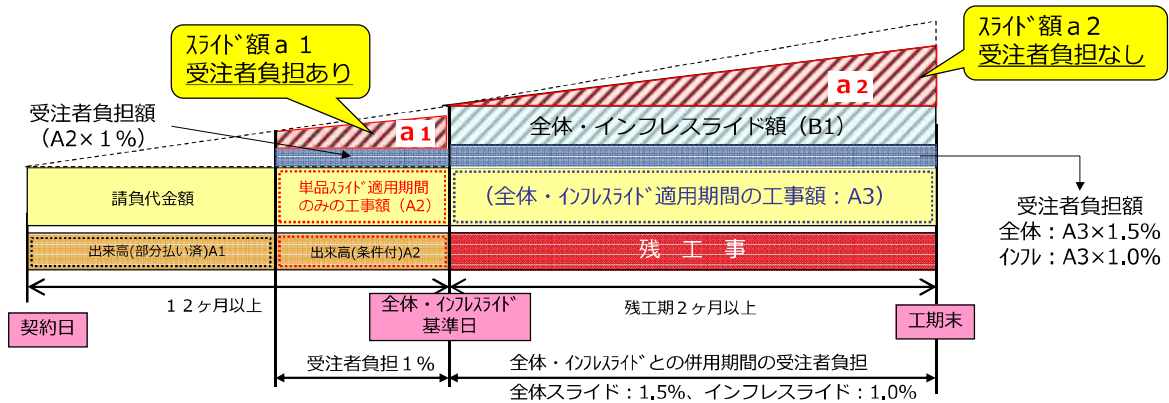 ｽﾗｲﾄﾞ額ａ１
受注者負担あり
ｽﾗｲﾄﾞ額ａ２
受注者負担なし
受注者負担額
（A2×１%）
a1
a2
全体・インフレスライド額（B1）
請負代金額
単品ｽﾗｲﾄﾞ適用期間
のみの工事額（A2）
（全体・ｲﾝﾌﾚｽﾗｲﾄﾞ適用期間の工事額：A3）
受注者負担額
全体：A3×1.5%
ｲﾝﾌﾚ：A3×1.0%
出来高(部分払い済)A1
出来高(条件付)A2
残 工 事
１２ヶ月以上
残工期２ヶ月以上
契約日
全体・ｲﾝﾌﾚｽﾗｲﾄﾞ
基準日
工期末
受注者負担１%
全体・ｲﾝﾌﾚｽﾗｲﾄﾞとの併用期間の受注者負担
全体スライド：1.5%、インフレスライド：1.0%